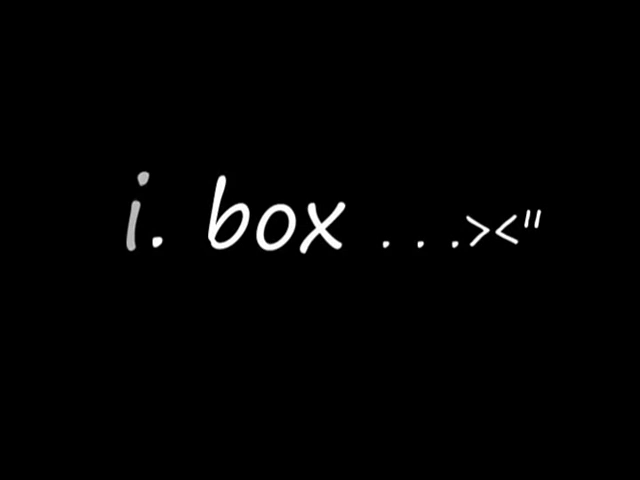 i. box . . .><"